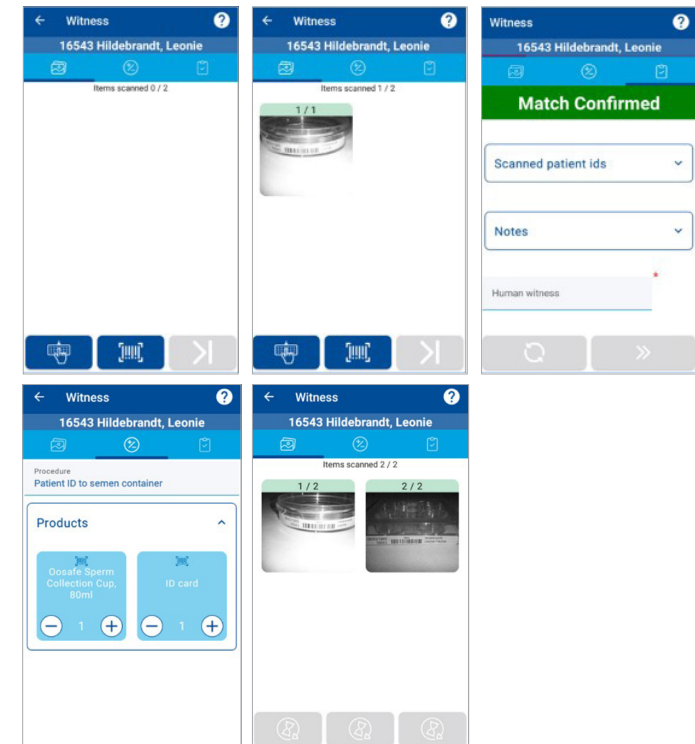 Witness
?
16543 Hildebrandt, Leonie
Items scanned 0 / 2
Witness
?
16543 Hildebrandt, Leonie
Items scanned 1 / 2
1 / 1
Witness
?
16543 Hildebrandt, Leonie
Match Confirmed
Scanned patient ids
Notes
*
Human witness
Witness
?
16543 Hildebrandt, Leonie
Procedure
Patient ID to semen container
Products
Oosafe Sperm
Collection Cup,
80ml
ID card
1
1
Witness
?
16543 Hildebrandt, Leonie
Items scanned 2 / 2
1 / 2
2 / 2